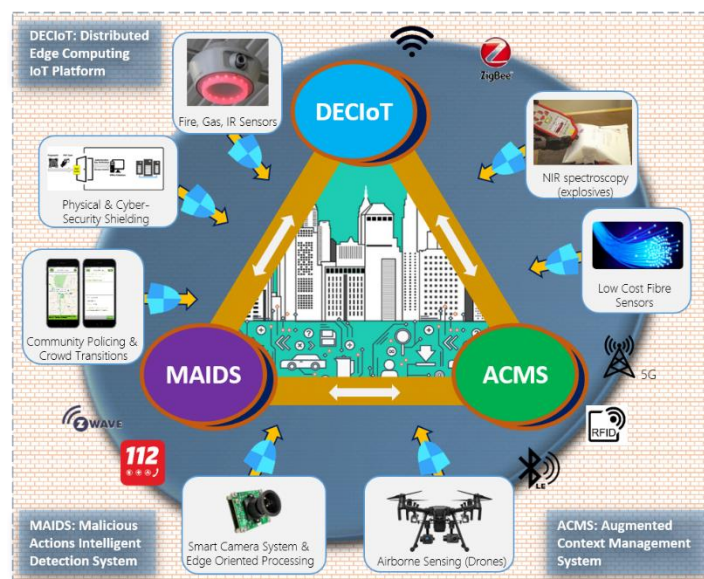 DECIoT: Distributed
Edge Computing
IoT Platform
ZigBee
DECIoT
Fire, Gas, IR Sensors
NIR spectroscopy
(explosives)
Physical & Cyber-
Security Shielding
Low Cost Fibre
Sensors
Community Policing &
Crowd Transitions
MAIDS
ACMS
5G
Z WAVE
RFID
112
LE
Smart Camera System &
Edge Oriented Processing
Airborne Sensing (Drones)
MAIDS: Malicious
Actions Intelligent
Detection System
ACMS: Augmented
Context Management
System